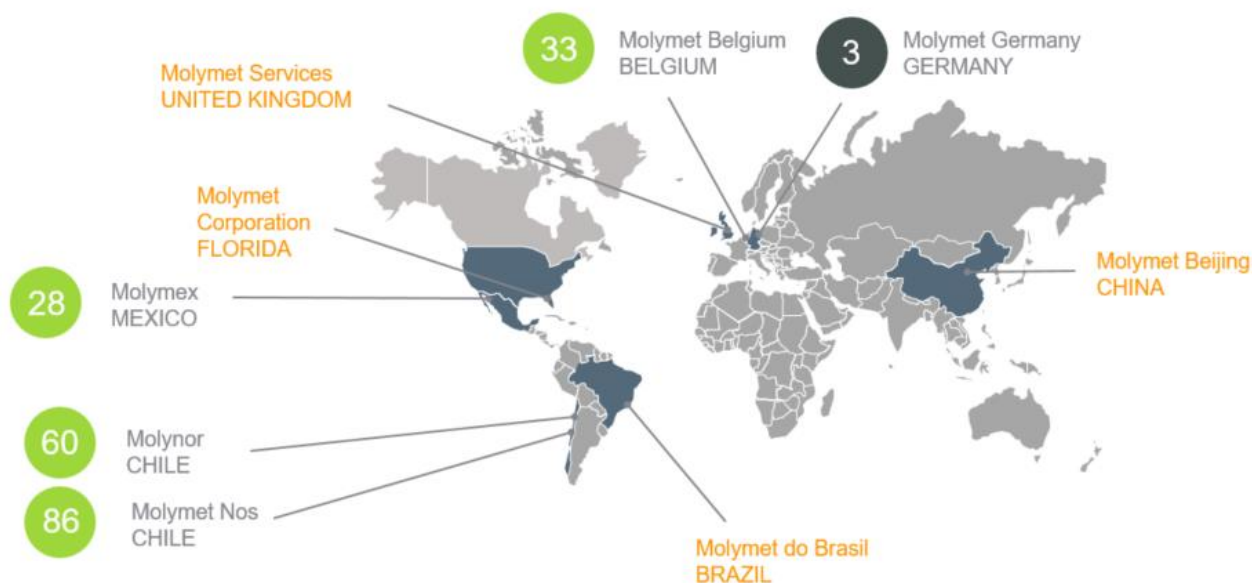 33
Molymet Belgium
BELGIUM
3
Molymet Germany
GERMANY
Molymet Services
UNITED KINGDOM
Molymet
Corporation
FLORIDA
Molymet Beijing
CHINA
28
Molymex
MEXICO
60
Molynor
CHILE
86
Molymet Nos
CHILE
Molymet do Brasil
BRAZIL